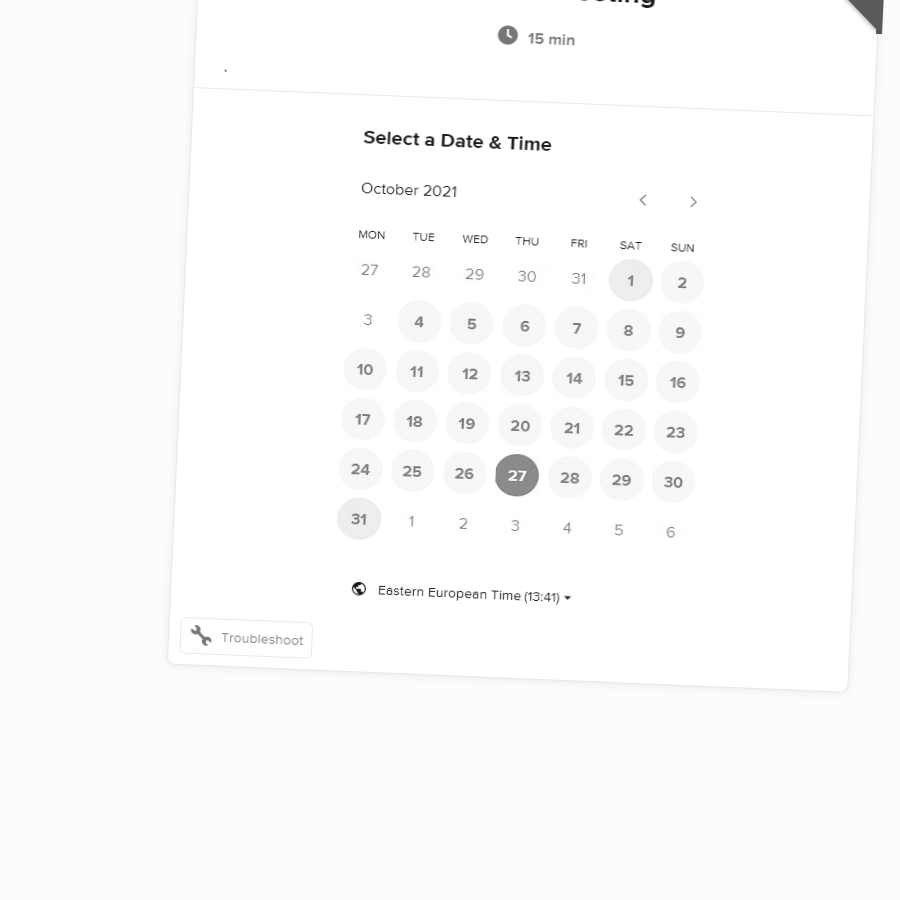 15 min
.
Select a Date & Time
October 2021
MON TUE WED THU FRI SAT SUN
27 28 29 30 31 1 2
3 4 5 6 7 8 9
10 11 12 13 14 15 16
17 18 19 20 21 22 23
24 25 26 27 28 29 30
31 1 2 3 4 5 6
Eastern European Time (13:41)
Troubleshoot